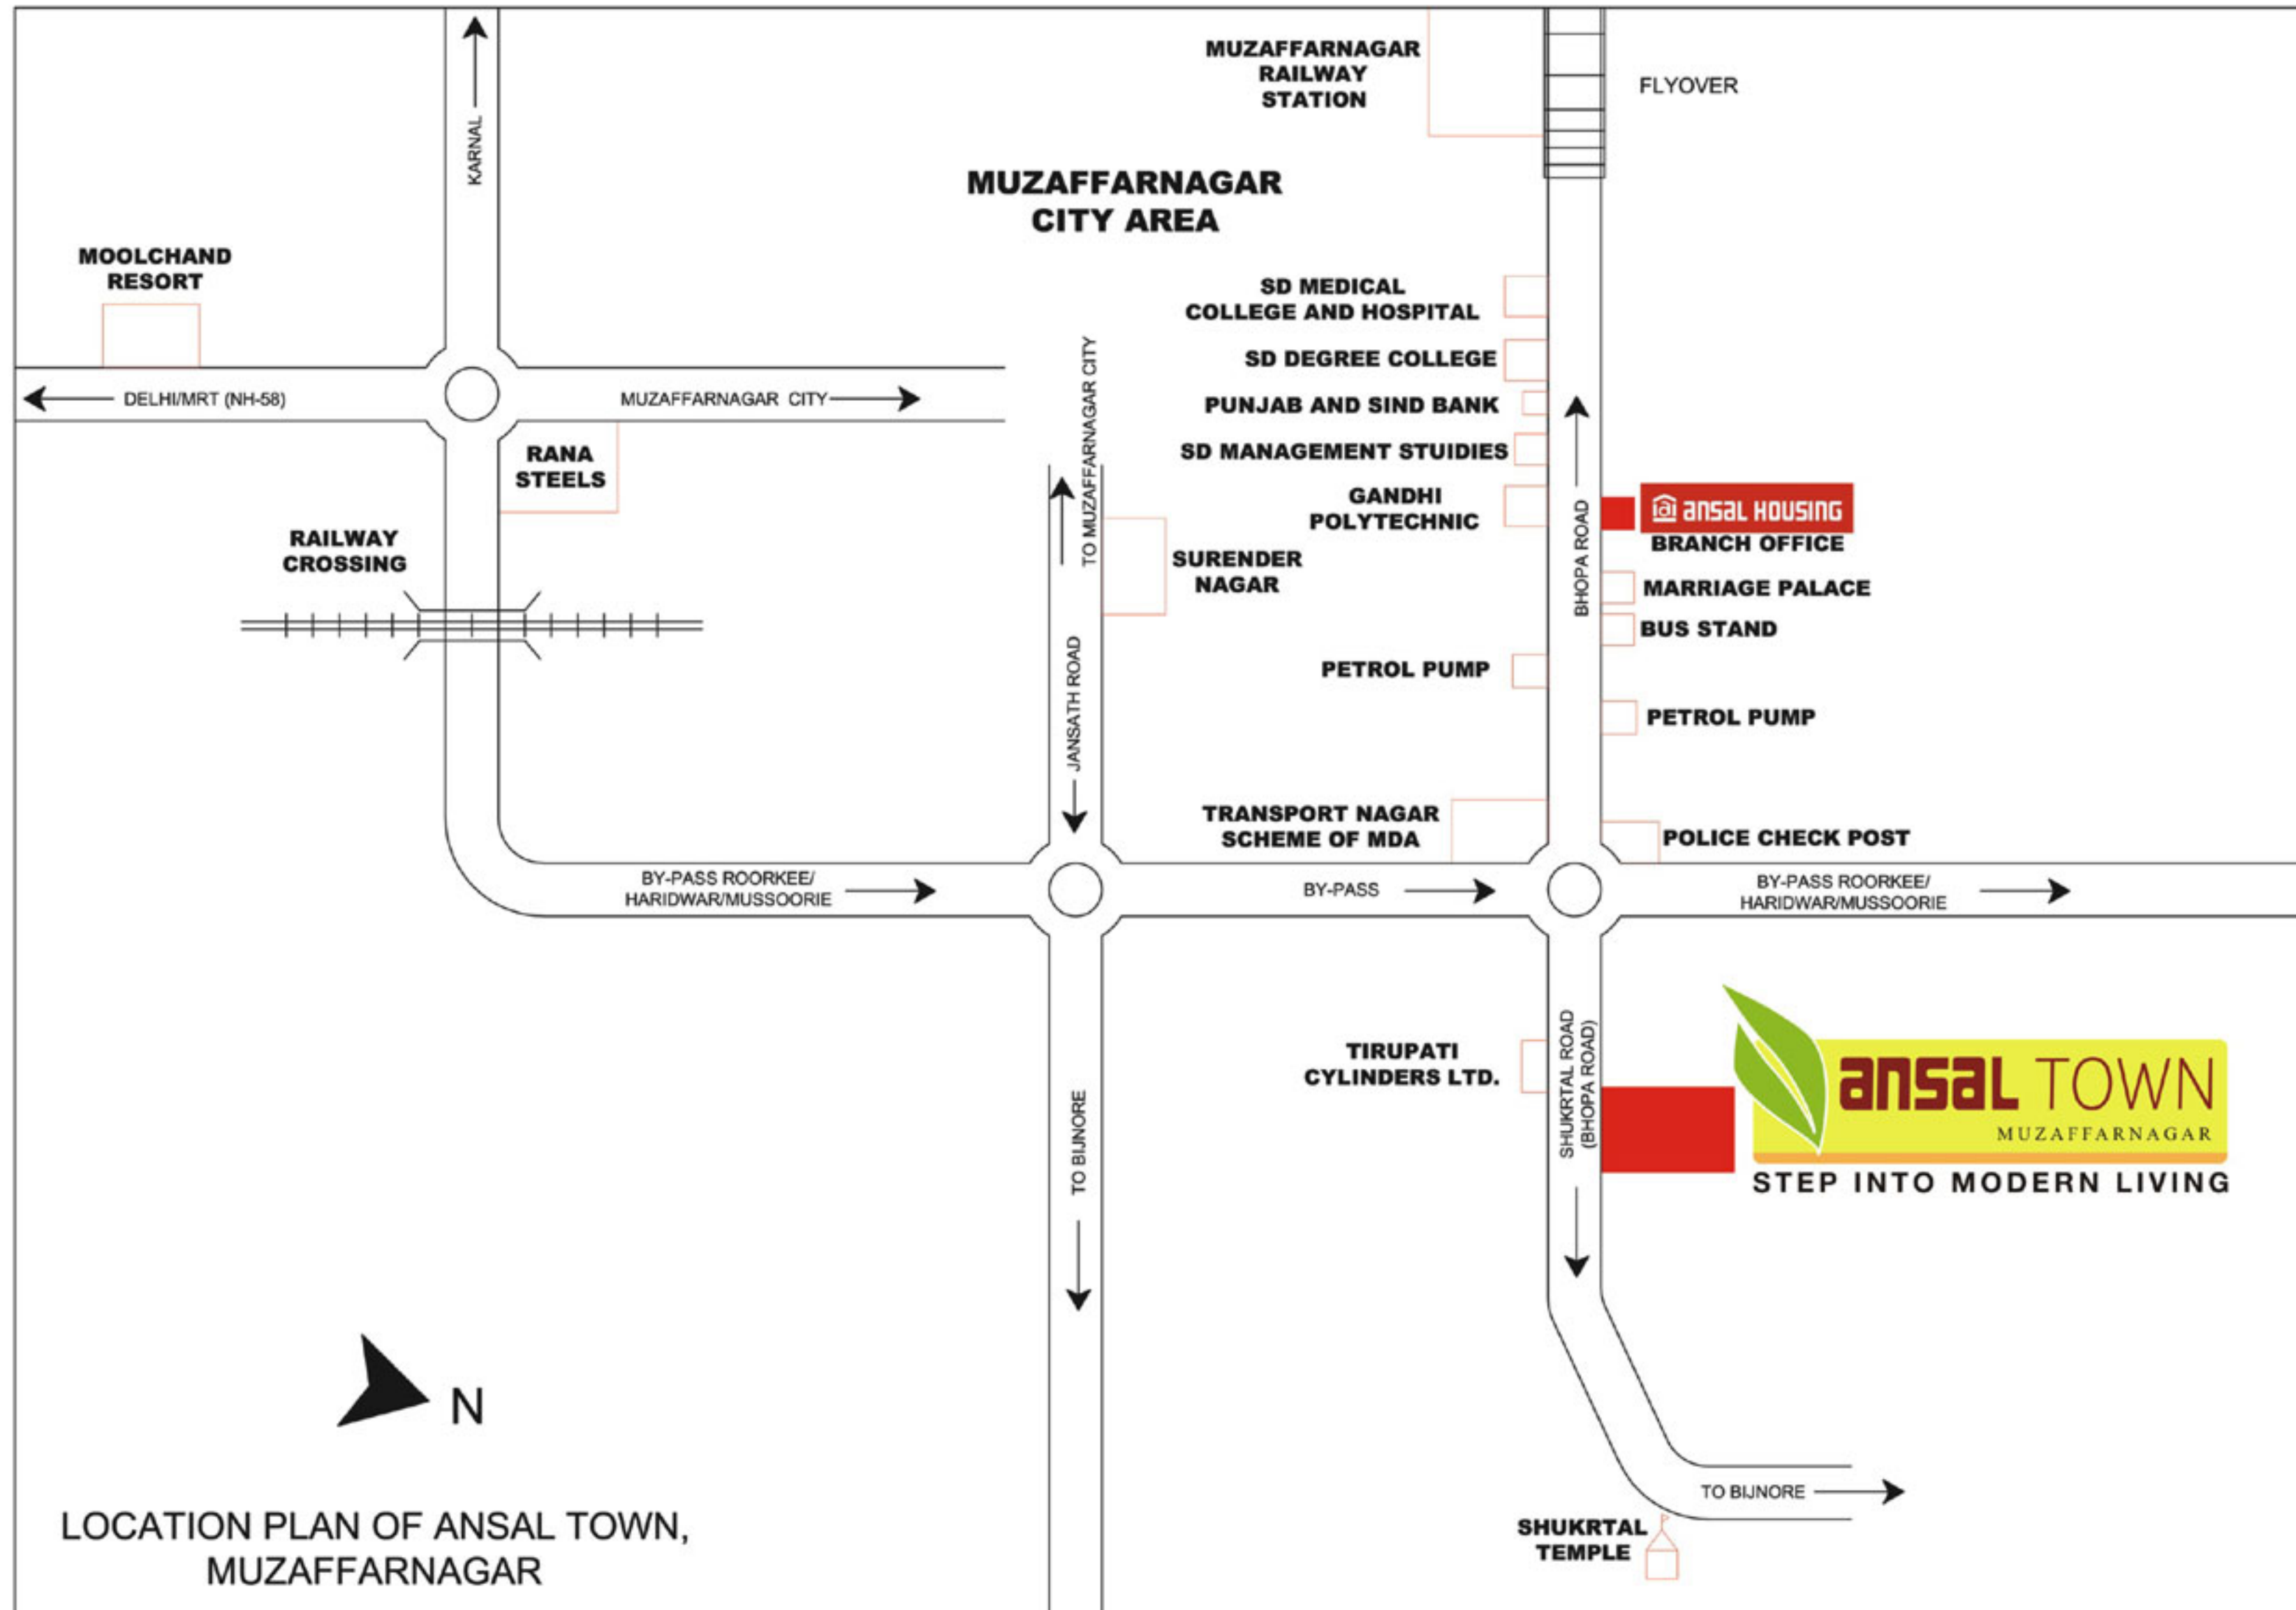 MUZAFFARNAGAR
RAILWAY
STATION
FLYOVER
KARNAL
MUZAFFARNAGAR
CITY AREA
MOOLCHAND
RESORT
SD MEDICAL
COLLEGE AND HOSPITAL
SD DEGREE COLLEGE
PUNJAB AND SIND BANK
SD MANAGEMENT STUIDIES
GANDHI
POLYTECHNIC
DELHI/MRT (NH-58)
MUZAFFARNAGAR CITY
TO MUZAFFARNAGAR CITY
RANA
STEELS
RAILWAY
CROSSING
SURENDER
NAGAR
JANSATH ROAD
BHOPA ROAD
ansal HOUSING
BRANCH OFFICE
MARRIAGE PALACE
BUS STAND
PETROL PUMP
PETROL PUMP
TRANSPORT NAGAR
SCHEME OF MDA
POLICE CHECK POST
BY-PASS ROORKEE/
HARIDWAR/MUSSOORIE
BY-PASS
BY-PASS ROORKEE/
HARIDWAR/MUSSOORIE
TIRUPATI
CYLINDERS LTD.
SHUKRTAL ROAD
(BHOPA ROAD)
TO BIJNORE
ansal TOWN
MUZAFFARNAGAR
STEP INTO MODERN LIVING
N
TO BIJNORE
SHUKRTAL
TEMPLE
LOCATION PLAN OF ANSAL TOWN,
MUZAFFARNAGAR